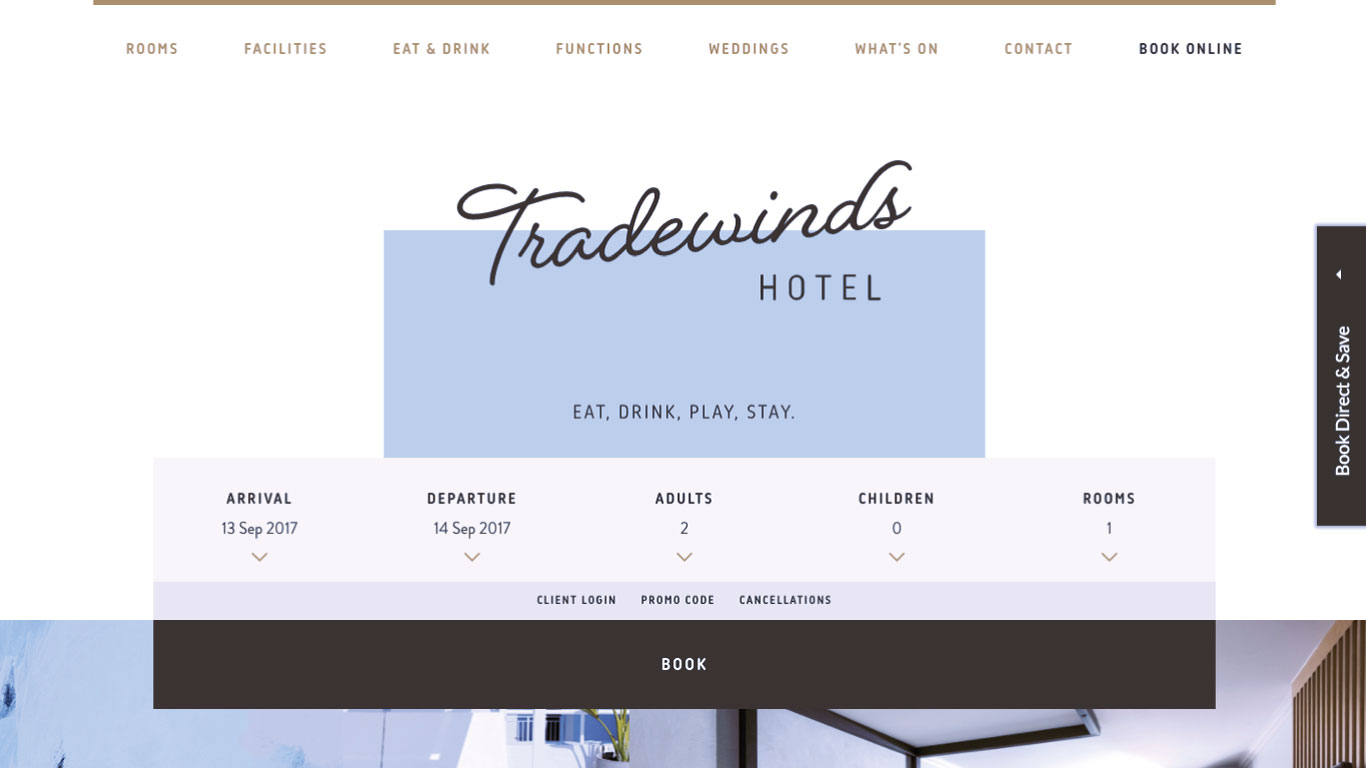 ROOMS FACILITIES EAT & DRINK FUNCTIONS WEDDINGS WHAT'S ON CONTACT BOOK ONLINE
Tradewinds
HOTEL
EAT, DRINK, PLAY, STAY.
Book Direct & Save
ARRIVAL DEPARTURE ADULTS CHILDREN ROOMS
13 Sep 2017 14 Sep 2017 2 0 1
CLIENT LOGIN PROMO CODE CANCELLATIONS
BOOK